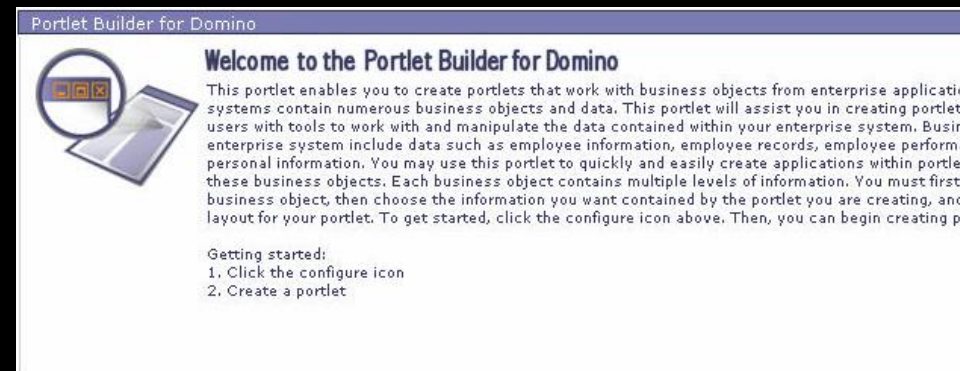 Portlet Builder for Domino
Welcome to the Portlet Builder for Domino
This portlet enables you to create portlets that work with business objects from enterprise applicatio
systems contain numerous business objects and data. This portlet will assist you in creating portlet
users with tools to work with and manipulate the data contained within your enterprise system. Busin
enterprise system include data such as employee information, employee records, employee perform
personal information. You may use this portlet to quickly and easily create applications within portle
these business objects. Each business object contains multiple levels of information. You must first
business object, then choose the information you want contained by the portlet you are creating, and
layout for your portlet. To get started, click the configure icon above. Then, you can begin creating p
Getting started:
1. Click the configure icon
2. Create a portlet